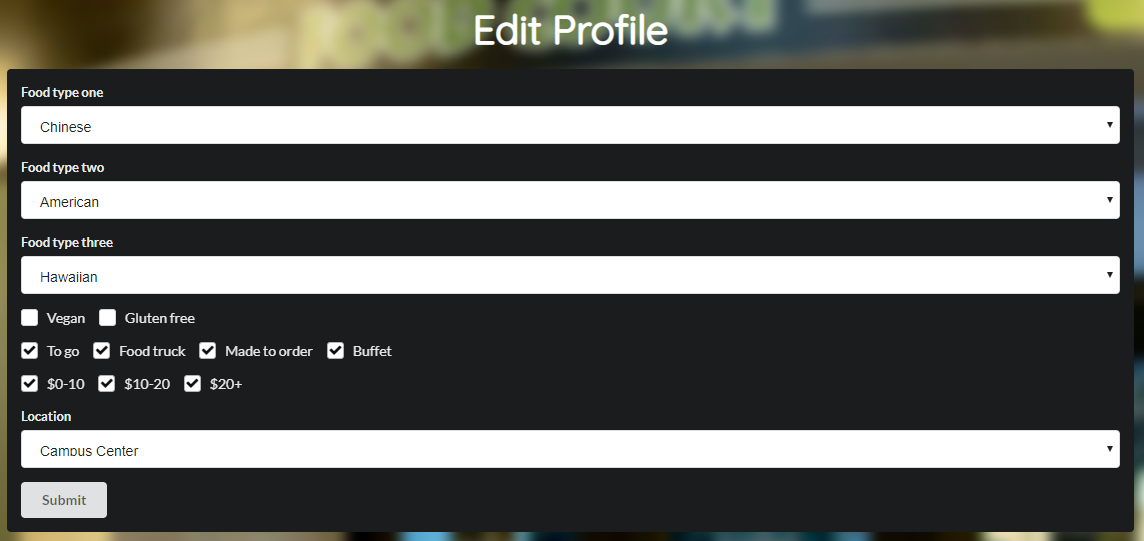 Edit Profile
Food type one
Chinese
Food type two
American
Food type three
Hawaiian
Vegan Gluten free
To go Food truck Made to order Buffet
$0-10 $10-20 $20+
Location
Campus Center
Submit